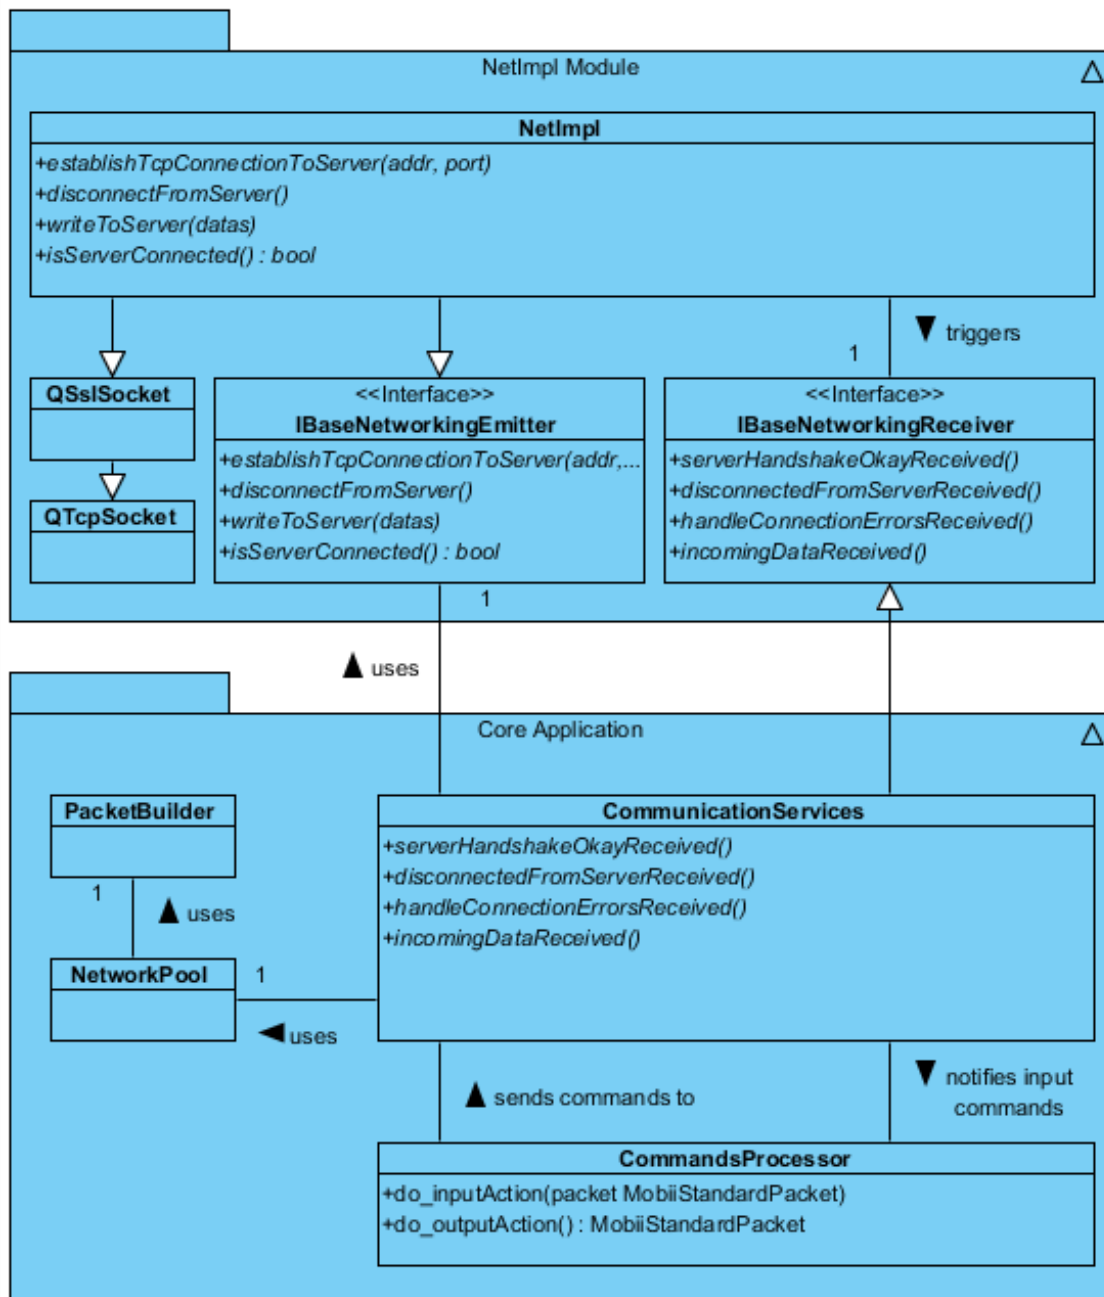 NetImpl Module
NetImpl
+establishTcpConnectionToServer(addr, port)
+disconnectFromServer()
+writeToServer(datas)
+isServerConnected() : bool
triggers
1
QSslSocket
QTcpSocket
<<Interface>>
IBaseNetworkingEmitter
+establishTcpConnectionToServer(addr,...
+disconnectFromServer()
+writeToServer(datas)
+isServerConnected() : bool
<<Interface>>
IBaseNetworkingReceiver
+serverHandshakeOkayReceived()
+disconnectedFromServerReceived()
+handleConnectionErrorsReceived()
+incomingDataReceived()
1
uses
Core Application
PacketBuilder
1
uses
NetworkPool
1
uses
CommunicationServices
+serverHandshakeOkayReceived()
+disconnectedFromServerReceived()
+handleConnectionErrorsReceived()
+incomingDataReceived()
sends commands to
notifies input
commands
CommandsProcessor
+do_inputAction(packet MobiiStandardPacket)
+do_outputAction() : MobiiStandardPacket